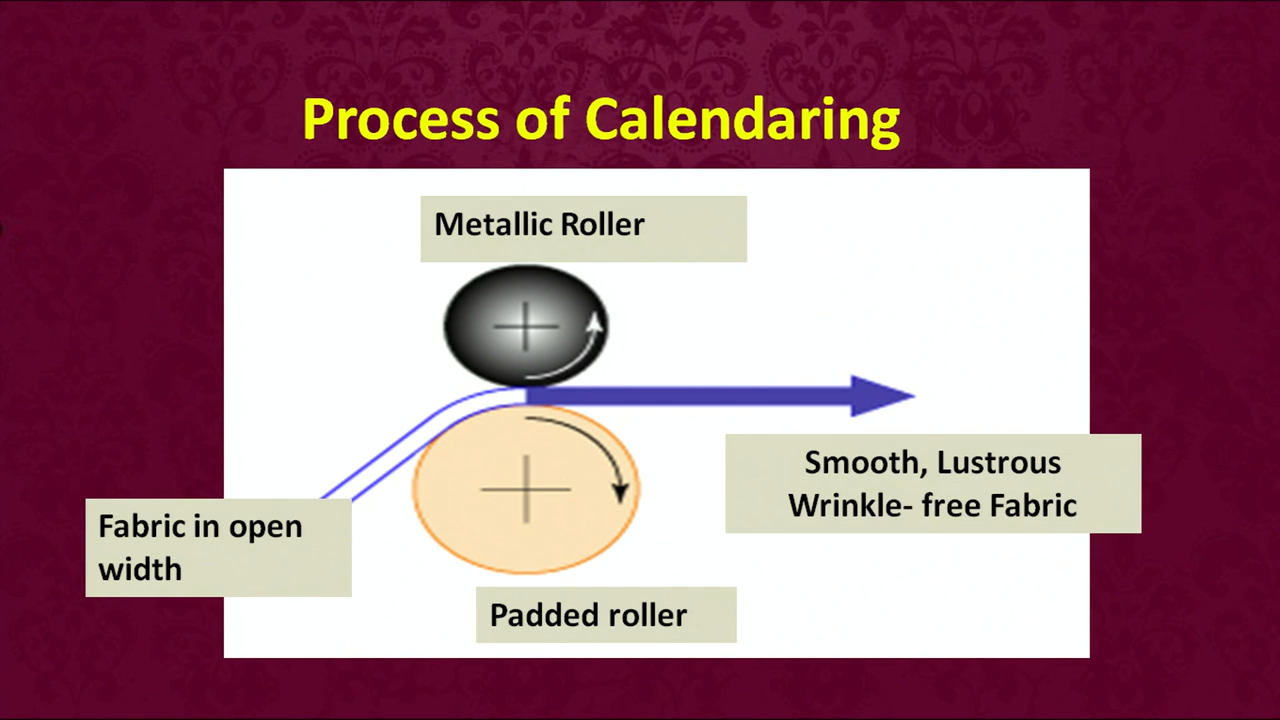 Process of Calendaring
Metallic Roller
Smooth, Lustrous
Wrinkle- free Fabric
Fabric in open
width
Padded roller